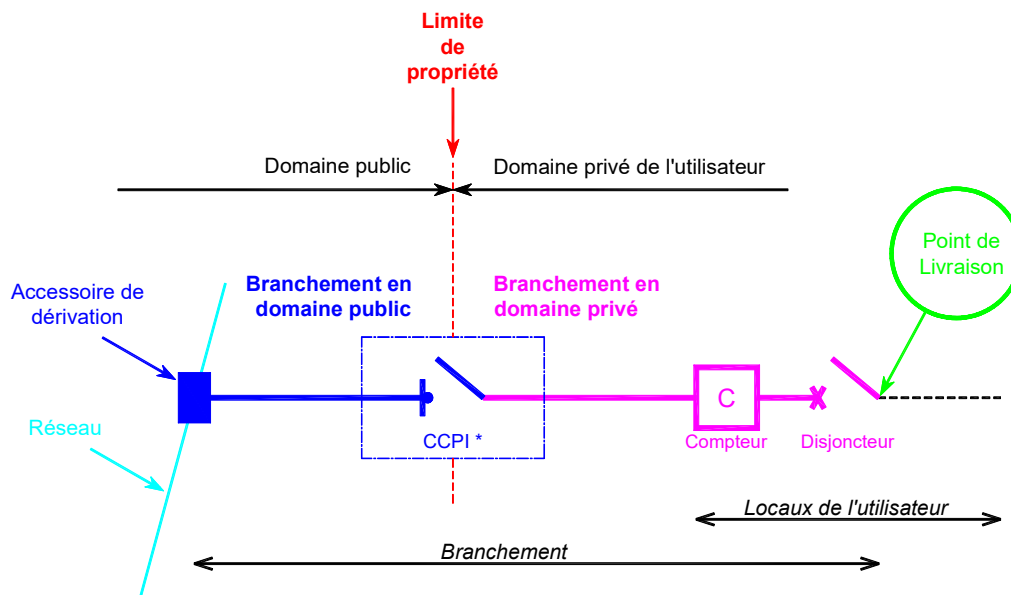 Limite
de
propriété
Domaine public
Domaine privé de l'utilisateur
Point de
Livraison
Branchement en
domaine public
Branchement en
domaine privé
Accessoire de
dérivation
Réseau
CCPI *
C
Compteur
Disjoncteur
Locaux de l'utilisateur
Branchement